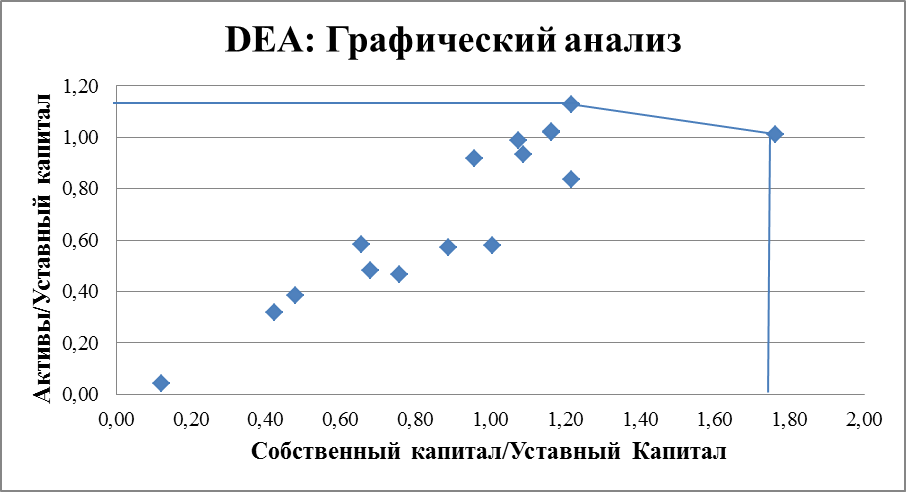 DEA: Графический анализ
Активы/Уставный капитал
1,20
1,00
0,80
0,60
0,40
0,20
0,00
0,00 0,20 0,40 0,60 0,80 1,00 1,20 1,40 1,60 1,80 2,00
Собственный капитал/Уставный Капитал